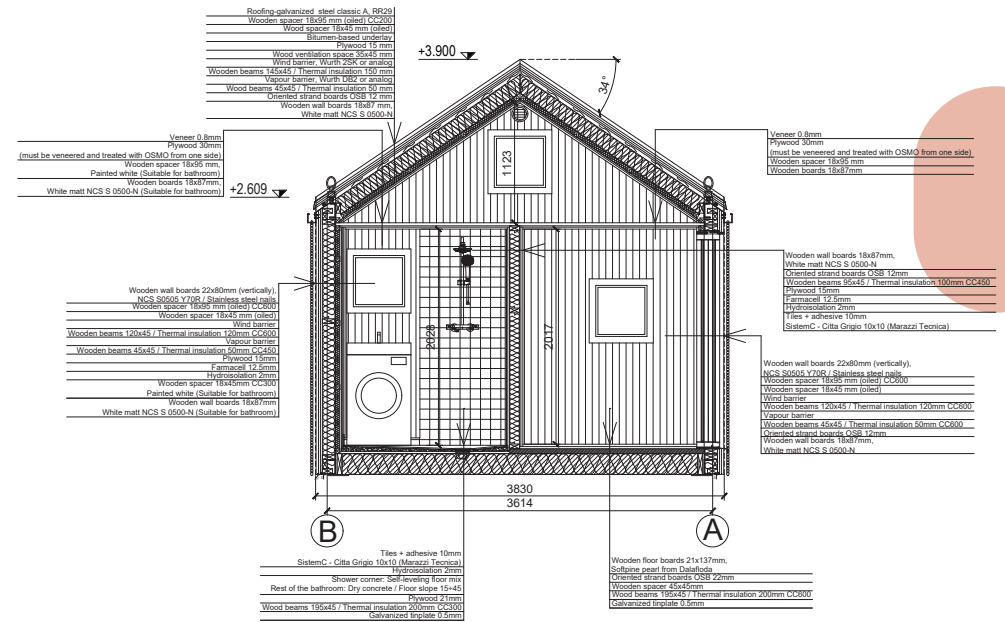 Roofing-galvanized steel classic A, RR29
Wooden spacer 18x95 mm (oiled) CC200
Wood spacer 18x45 mm (oiled)
Bitumen-based underlay
Plywood 15 mm
Wood ventilation space 35x45 mm
Wind barrier, Wurth 2SK or analog
Wooden beams 145x45 / Thermal insulation 150 mm
Vapour barrier, Wurth DB2 or analog
Wood beams 45x45 / Thermal insulation 50 mm
Oriented strand boards OSB 12 mm
Wooden wall boards 18x87 mm,
White matt NCS S 0500-N
+3.900
34°
Veneer 0.8mm
Plywood 30mm
(must be veneered and treated with OSMO from one side)
Wooden spacer 18x95 mm,
Painted white (Suitable for bathroom)
Wooden boards 18x87mm,
White matt NCS S 0500-N (Suitable for bathroom)
+2.609
1123
Veneer 0.8mm
Plywood 30mm
(must be veneered and treated with OSMO from one side)
Wooden spacer 18x95 mm
Wooden boards 18x87mm
Wooden wall boards 18x87mm,
White matt NCS S 0500-N
Oriented strand boards OSB 12mm
Wooden beams 95x45 / Thermal insulation 100mm CC450
Plywood 15mm
Farmacell 12.5mm
Hydroisolation 2mm
Tiles + adhesive 10mm
SistemC - Citta Grigio 10x10 (Marazzi Tecnica)
Wooden wall boards 22x80mm (vertically),
NCS S0505 Y70R / Stainless steel nails
Wooden spacer 18x95 mm (oiled) CC600
Wooden spacer 18x45 mm (oiled)
Wind barrier
Wooden beams 120x45 / Thermal insulation 120mm CC600
Vapour barrier
Wooden beams 45x45 / Thermal insulation 50mm CC450
Plywood 15mm
Farmacell 12.5mm
Hydroisolation 2mm
Wooden spacer 18x45mm CC300
Painted white (Suitable for bathroom)
Wooden wall boards 18x87mm
White matt NCS S 0500-N (Suitable for bathroom)
2028
2017
Wooden wall boards 22x80mm (vertically),
NCS S0505 Y70R / Stainless steel nails
Wooden spacer 18x95 mm (oiled) CC600
Wooden spacer 18x45 mm (oiled)
Wind barrier
Wooden beams 120x45 / Thermal insulation 120mm CC600
Vapour barrier
Wooden beams 45x45 / Thermal insulation 50mm CC600
Oriented strand boards OSB 12mm
Wooden wall boards 18x87mm,
White matt NCS S 0500-N
3830
3614
B
A
Tiles + adhesive 10mm
SistemC - Citta Grigio 10x10 (Marazzi Tecnica)
Hydroisolation 2mm
Shower corner: Self-leveling floor mix
Rest of the bathroom: Dry concrete / Floor slope 15÷45
Plywood 21mm
Wood beams 195x45 / Thermal insulation 200mm CC300
Galvanized tinplate 0.5mm
Wooden floor boards 21x137mm,
Softpine pearl from Dalafloda
Oriented strand boards OSB 22mm
Wooden spacer 45x45mm
Wood beams 195x45 / Thermal insulation 200mm CC600
Galvanized tinplate 0.5mm